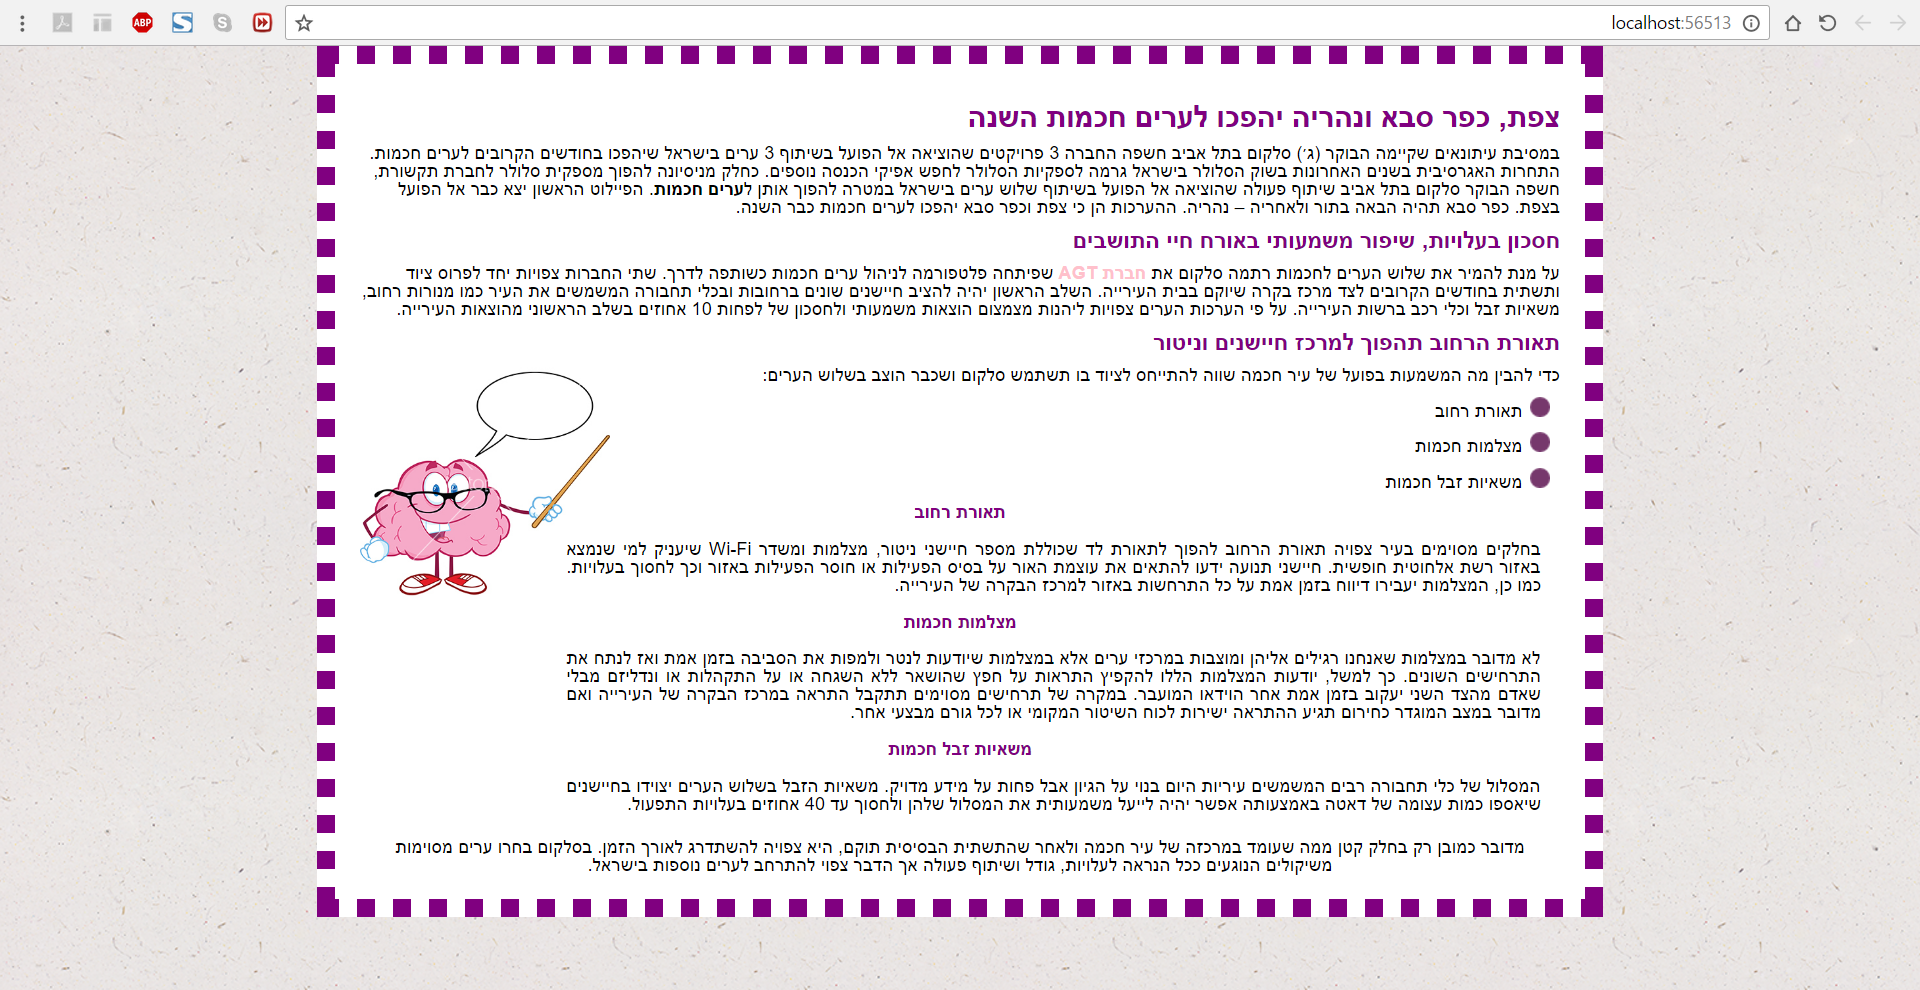 localhost:56513
ABP
צפת, כפר סבא ונהריה יהפכו לערים חכמות השנה
במסיבת עיתונאים שקיימה הבוקר (ג׳) סלקום בתל אביב חשפה החברה 3 פרויקטים שהוציאה אל הפועל בשיתוף 3 ערים בישראל שיהפכו בחודשים הקרובים לערים חכמות.
התחרות האגרסיבית בשנים האחרונות בשוק הסלולר בישראל גרמה לספקיות הסלולר לחפש אפיקי הכנסה נוספים. כחלק מניסיונה להפוך מספקית סלולר לחברת תקשורת,
חשפה הבוקר סלקום בתל אביב שיתוף פעולה שהוציאה אל הפועל בשיתוף שלוש ערים בישראל במטרה להפוך אותן לערים חכמות. הפיילוט הראשון יצא כבר אל הפועל
בצפת. כפר סבא תהיה הבאה בתור ולאחריה – נהריה. ההערכות הן כי צפת וכפר סבא יהפכו לערים חכמות כבר השנה.
חסכון בעלויות, שיפור משמעותי באורח חיי התושבים
על מנת להמיר את שלוש הערים לחכמות רתמה סלקום את חברת AGT שפיתחה פלטפורמה לניהול ערים חכמות כשותפה לדרך. שתי החברות צפויות יחד לפרוס ציוד
ותשתית בחודשים הקרובים לצד מרכז בקרה שיוקם בבית העירייה. השלב הראשון יהיה להציב חיישנים שונים ברחובות ובכלי תחבורה המשמשים את העיר כמו מנורות רחוב,
משאיות זבל וכלי רכב ברשות העירייה. על פי הערכות הערים צפויות ליהנות מצמצום הוצאות משמעותי ולחסכון של לפחות 10 אחוזים בשלב הראשוני מהוצאות העירייה.
תאורת הרחוב תהפוך למרכז חיישנים וניטור
כדי להבין מה המשמעות בפועל של עיר חכמה שווה להתייחס לציוד בו תשתמש סלקום ושכבר הוצב בשלוש הערים:
תאורת רחוב
מצלמות חכמות
משאיות זבל חכמות
תאורת רחוב
בחלקים מסוימים בעיר צפויה תאורת הרחוב להפוך לתאורת לד שכוללת מספר חיישני ניטור, מצלמות ומשדר Wi-Fi שיעניק למי שנמצא
באזור רשת אלחוטית חופשית. חיישני תנועה ידעו להתאים את עוצמת האור על בסיס הפעילות או חוסר הפעילות באזור וכך לחסוך בעלויות.
כמו כן, המצלמות יעבירו דיווח בזמן אמת על כל התרחשות באזור למרכז הבקרה של העירייה.
מצלמות חכמות
לא מדובר במצלמות שאנחנו רגילים אליהן ומוצבות במרכזי ערים אלא במצלמות שיודעות לנטר ולמפות את הסביבה בזמן אמת ואז לנתח את
התרחישים השונים. כך למשל, יודעות המצלמות הללו להקפיץ התראות על חפץ שהושאר ללא השגחה או על התקהלות או ונדליזם מבלי
שאדם מהצד השני יעקוב בזמן אמת אחר הוידאו המועבר. במקרה של תרחישים מסוימים תתקבל התראה במרכז הבקרה של העירייה ואם
מדובר במצב המוגדר כחירום תגיע ההתראה ישירות לכוח השיטור המקומי או לכל גורם מבצעי אחר.
משאיות זבל חכמות
המסלול של כלי תחבורה רבים המשמשים עיריות היום בנוי על הגיון אבל פחות על מידע מדויק. משאיות הזבל בשלוש הערים יצוידו בחיישנים
שיאספו כמות עצומה של דאטה באמצעותה אפשר יהיה לייעל משמעותית את המסלול שלהן ולחסוך עד 40 אחוזים בעלויות התפעול.
מדובר כמובן רק בחלק קטן ממה שעומד במרכזה של עיר חכמה ולאחר שהתשתית הבסיסית תוקם, היא צפויה להשתדרג לאורך הזמן. בסלקום בחרו ערים מסוימות
משיקולים הנוגעים ככל הנראה לעלויות, גודל ושיתוף פעולה אך הדבר צפוי להתרחב לערים נוספות בישראל.